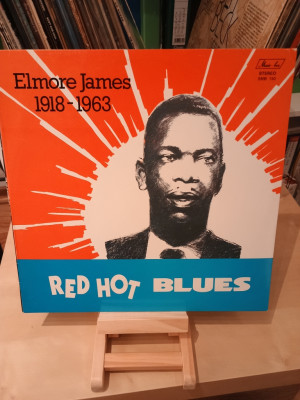 Elmore James
1918-1963
STEREO
RED HOT BLUES